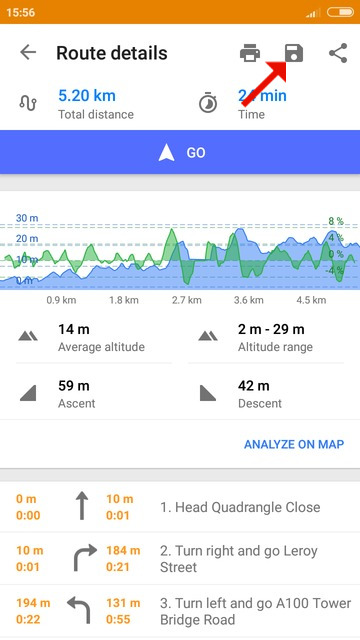 15:56
Route details
5.20 km
Total distance
24 min
Time
GO
30 m
20 m
10 m
0 m
8 %
4 %
0 %
-4 %
0.9 km 1.8 km 2.7 km 3.6 km 4.5 km
14 m
Average altitude
2 m - 29 m
Altitude range
59 m
Ascent
42 m
Descent
ANALYZE ON MAP
0 m 10 m
0:00 0:01
1. Head Quadrangle Close
10 m 184 m
0:01 0:21
2. Turn right and go Leroy
Street
194 m 131 m
0:22 0:55
3. Turn left and go A100 Tower
Bridge Road